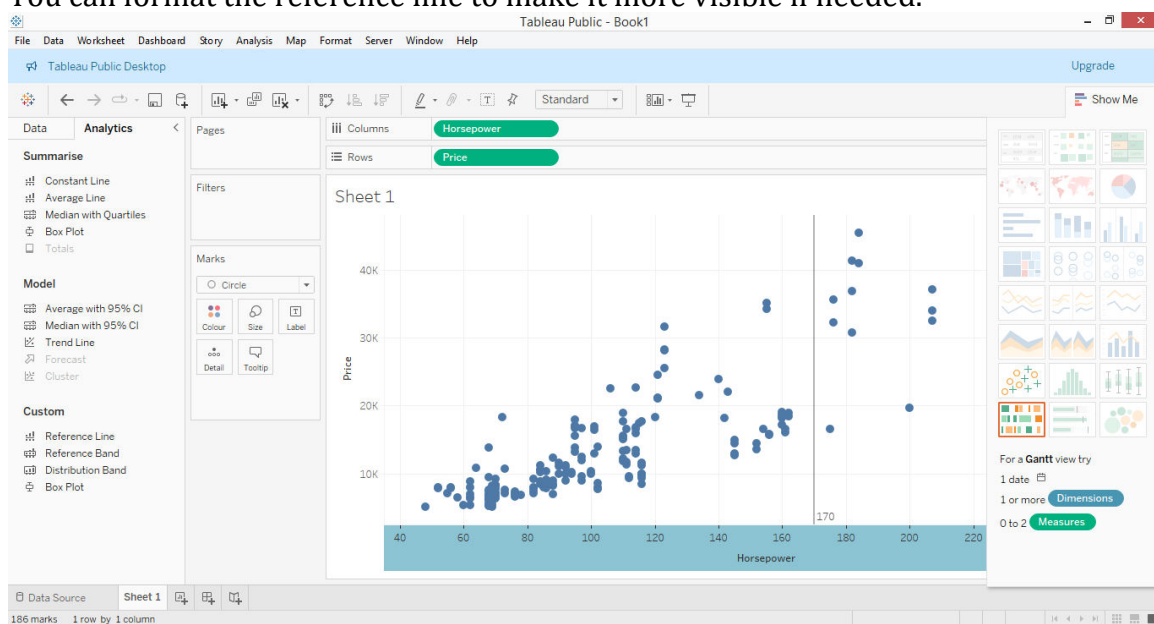 You can format the reference line to make it more visible if needed.
Tableau Public - Book1
File Data Worksheet Dashboard Story Analysis Map Format Server Window Help
Tableau Public Desktop Upgrade
Standard Show Me
Data Analytics
Pages
Columns Horsepower
Rows Price
Summarise
Constant Line
Average Line
Median with Quartiles
Box Plot
Totals
Model
Average with 95% CI
Median with 95% CI
Trend Line
Forecast
Cluster
Custom
Reference Line
Reference Band
Distribution Band
Box Plot
Filters
Marks
Circle
Colour Size Label
Detail Tooltip
Sheet 1
40K
30K
20K
10K
Price
170
40 60 80 100 120 140 160 180 200 220
Horsepower
For a Gantt view try
1 date
1 or more Dimensions
0 to 2 Measures
Data Source Sheet 1
186 marks 1 row by 1 column